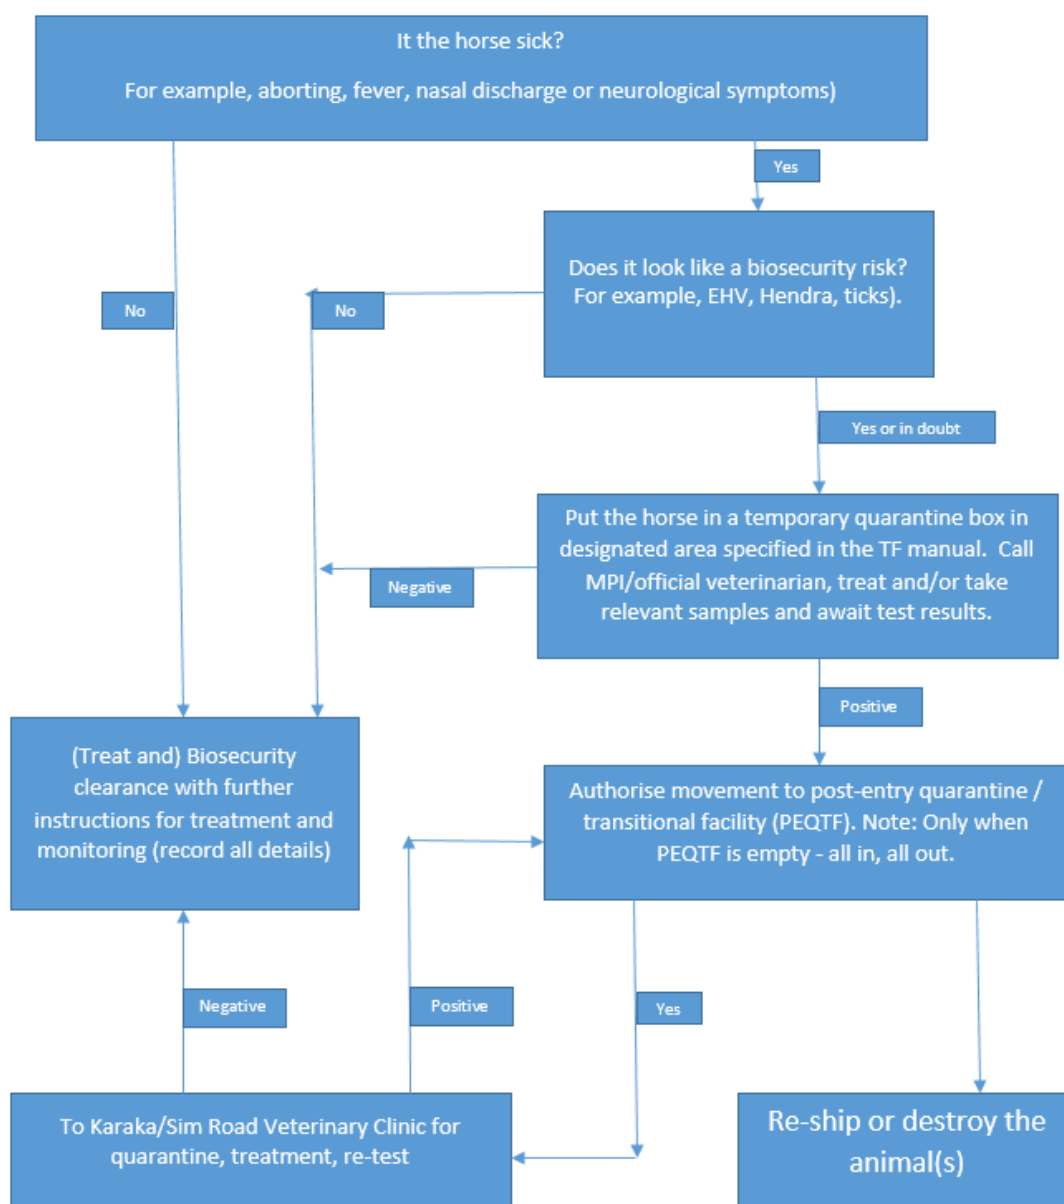 It the horse sick?
For example, aborting, fever, nasal discharge or neurological symptoms)
Yes
Does it look like a biosecurity risk?
For example, EHV, Hendra, ticks).
No
No
Yes or in doubt
Put the horse in a temporary quarantine box in
designated area specified in the TF manual.  Call
MPI/official veterinarian, treat and/or take
relevant samples and await test results.
Negative
Positive
(Treat and) Biosecurity
clearance with further
instructions for treatment and
monitoring (record all details)
Authorise movement to post-entry quarantine /
transitional facility (PEQTF). Note: Only when
PEQTF is empty - all in, all out.
Negative
Positive
Yes
To Karaka/Sim Road Veterinary Clinic for
quarantine, treatment, re-test
Re-ship or destroy the
animal(s)